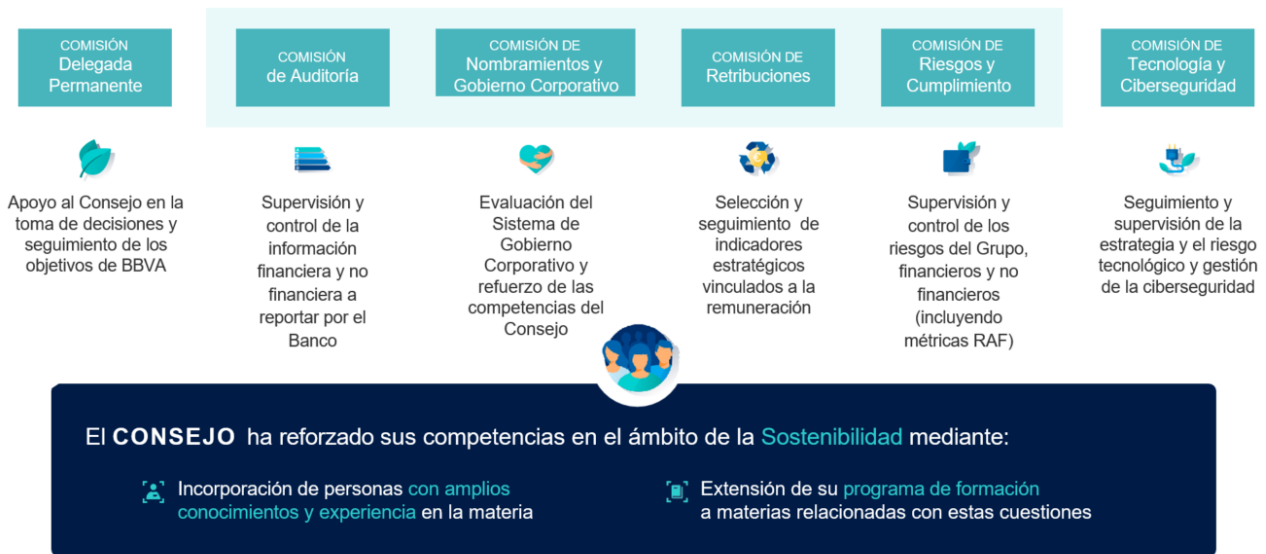 COMISIÓN
Delegada
Permanente
COMISIÓN
de Auditoría
COMISIÓN DE
Nombramientos y
Gobierno Corporativo
COMISIÓN DE
Retribuciones
COMISIÓN DE
Riesgos y
Cumplimiento
COMISIÓN DE
Tecnología y
Ciberseguridad
Apoyo al Consejo en la
toma de decisiones y
seguimiento de los
objetivos de BBVA
Supervisión y
control de la
información
financiera y no
financiera a
reportar por el
Banco
Evaluación del
Sistema de
Gobierno
Corporativo y
refuerzo de las
competencias del
Consejo
Selección y
seguimiento de
indicadores
estratégicos
vinculados a la
remuneración
Supervisión y
control de los
riesgos del Grupo,
financieros y no
financieros
(incluyendo
métricas RAF)
Seguimiento y
supervisión de la
estrategia y el riesgo
tecnológico y gestión
de la ciberseguridad
El CONSEJO ha reforzado sus competencias en el ámbito de la Sostenibilidad mediante:
Incorporación de personas con amplios
conocimientos y experiencia en la materia
Extensión de su programa de formación
a materias relacionadas con estas cuestiones